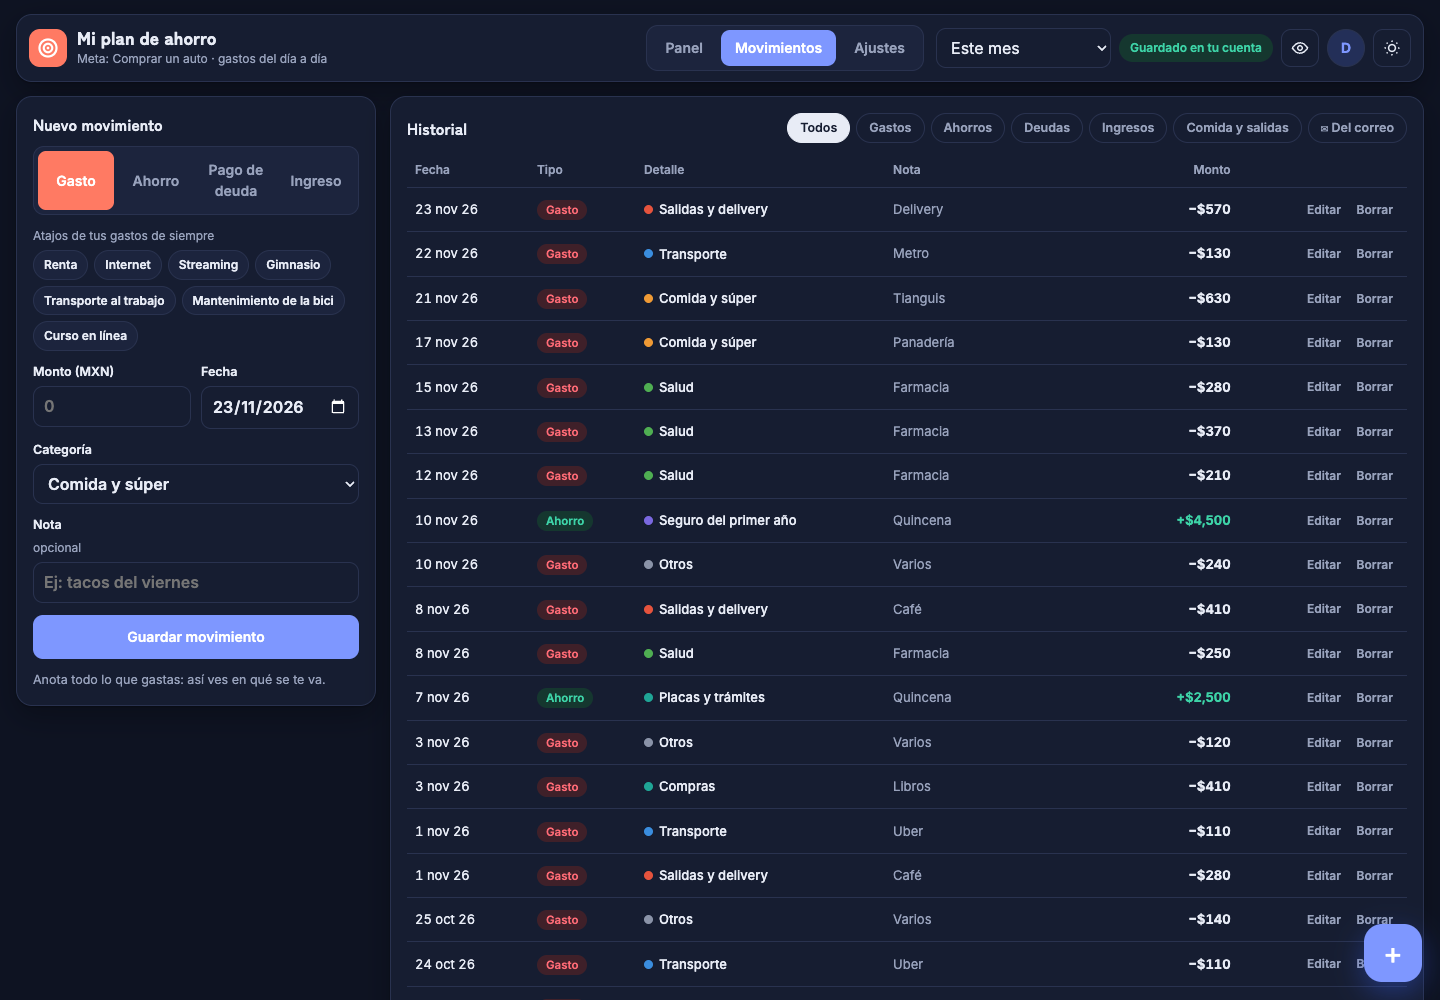 Mi plan de ahorro
Meta: Comprar un auto · gastos del día a día
Panel Movimientos Ajustes
Este mes
Guardado en tu cuenta
D
Nuevo movimiento
Gasto Ahorro Pago de deuda Ingreso
Atajos de tus gastos de siempre
Renta Internet Streaming Gimnasio
Transporte al trabajo Mantenimiento de la bici
Curso en línea
Monto (MXN) Fecha
0 23/11/2026
Categoría
Comida y súper
Nota
opcional
Ej: tacos del viernes
Guardar movimiento
Anota todo lo que gastas: así ves en qué se te va.
Historial
Todos Gastos Ahorros Deudas Ingresos Comida y salidas ✉ Del correo
Fecha Tipo Detalle Nota Monto
23 nov 26 Gasto Salidas y delivery Delivery −$570 Editar Borrar
22 nov 26 Gasto Transporte Metro −$130 Editar Borrar
21 nov 26 Gasto Comida y súper Tianguis −$630 Editar Borrar
17 nov 26 Gasto Comida y súper Panadería −$130 Editar Borrar
15 nov 26 Gasto Salud Farmacia −$280 Editar Borrar
13 nov 26 Gasto Salud Farmacia −$370 Editar Borrar
12 nov 26 Gasto Salud Farmacia −$210 Editar Borrar
10 nov 26 Ahorro Seguro del primer año Quincena +$4,500 Editar Borrar
10 nov 26 Gasto Otros Varios −$240 Editar Borrar
8 nov 26 Gasto Salidas y delivery Café −$410 Editar Borrar
8 nov 26 Gasto Salud Farmacia −$250 Editar Borrar
7 nov 26 Ahorro Placas y trámites Quincena +$2,500 Editar Borrar
3 nov 26 Gasto Otros Varios −$120 Editar Borrar
3 nov 26 Gasto Compras Libros −$410 Editar Borrar
1 nov 26 Gasto Transporte Uber −$110 Editar Borrar
1 nov 26 Gasto Salidas y delivery Café −$280 Editar Borrar
25 oct 26 Gasto Otros Varios −$140 Editar Borrar
24 oct 26 Gasto Transporte Uber −$110 Editar
+